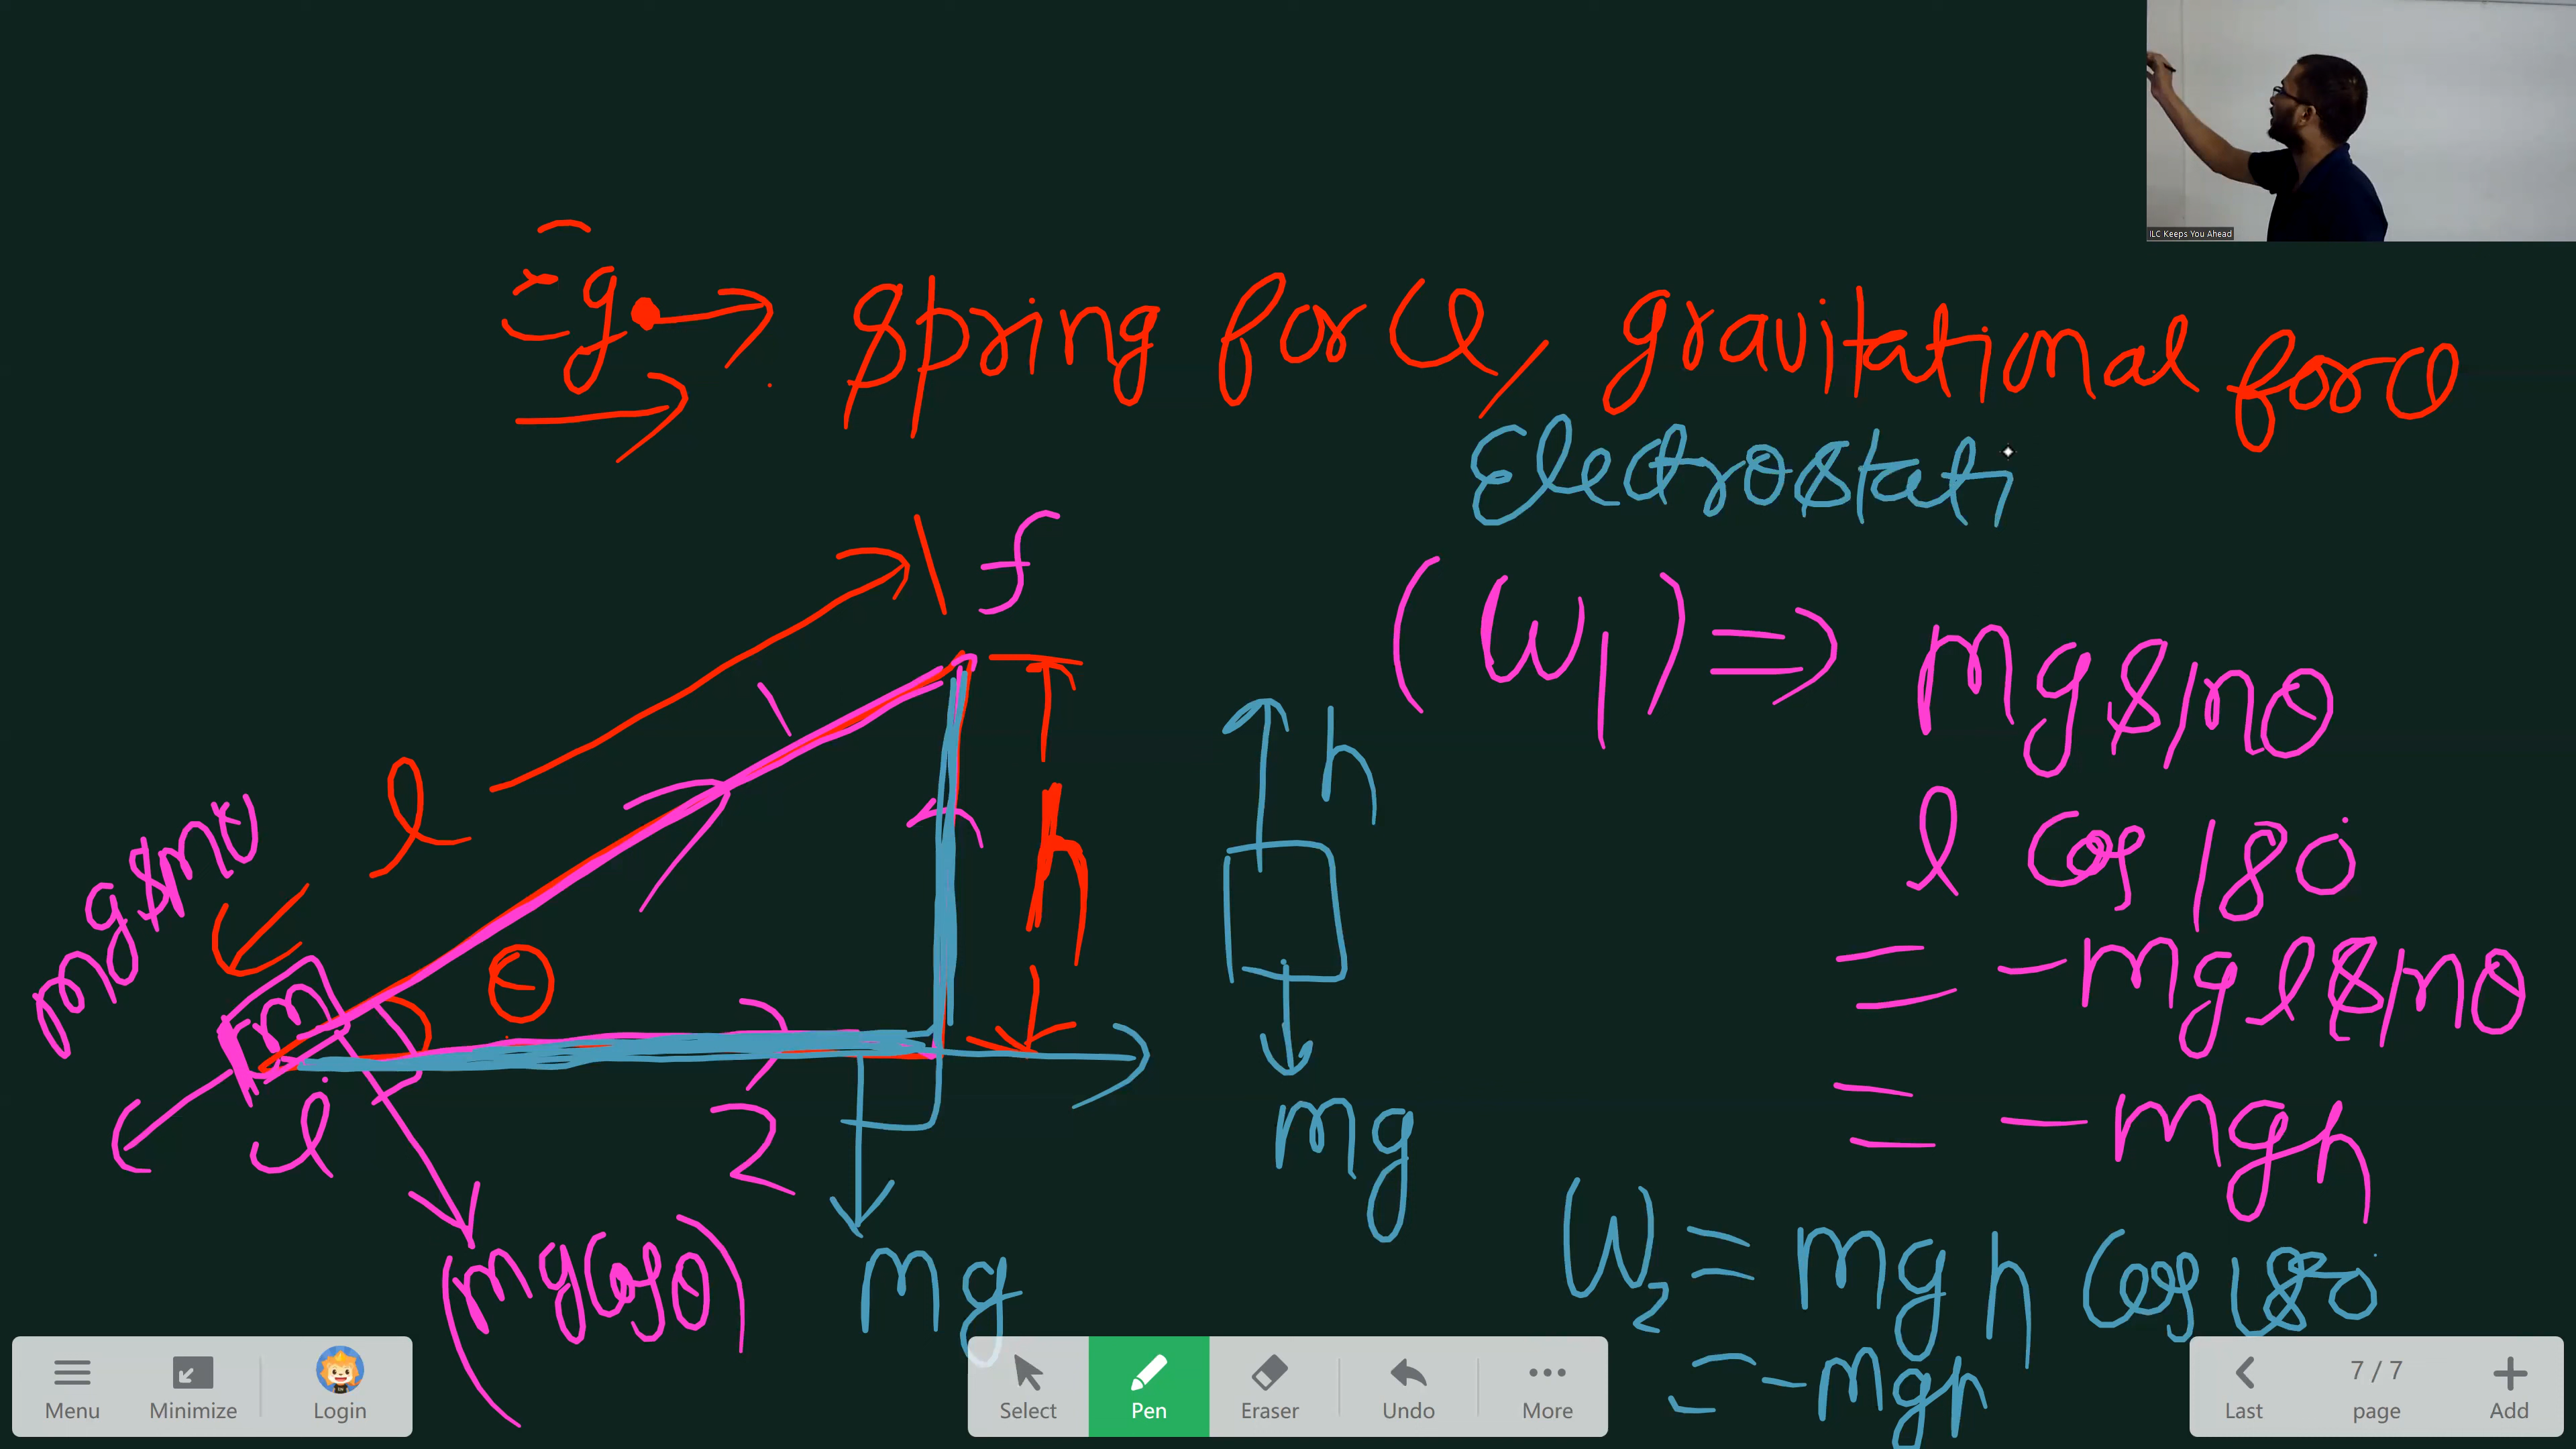 ILC Keeps You Ahead
Eg. → Spring force, gravitational force
Electrostati
f
(W1) ⇒ mg sinθ
l cos 180
1
h
l
h
mg sinθ
= -mg l sinθ
θ
m
= -mgh
i
2
mg
(mg cosθ)
mg
W2 = mg h cos 180
= -mgh
Menu Minimize Login
Select Pen Eraser Undo More
7 / 7
Last page Add